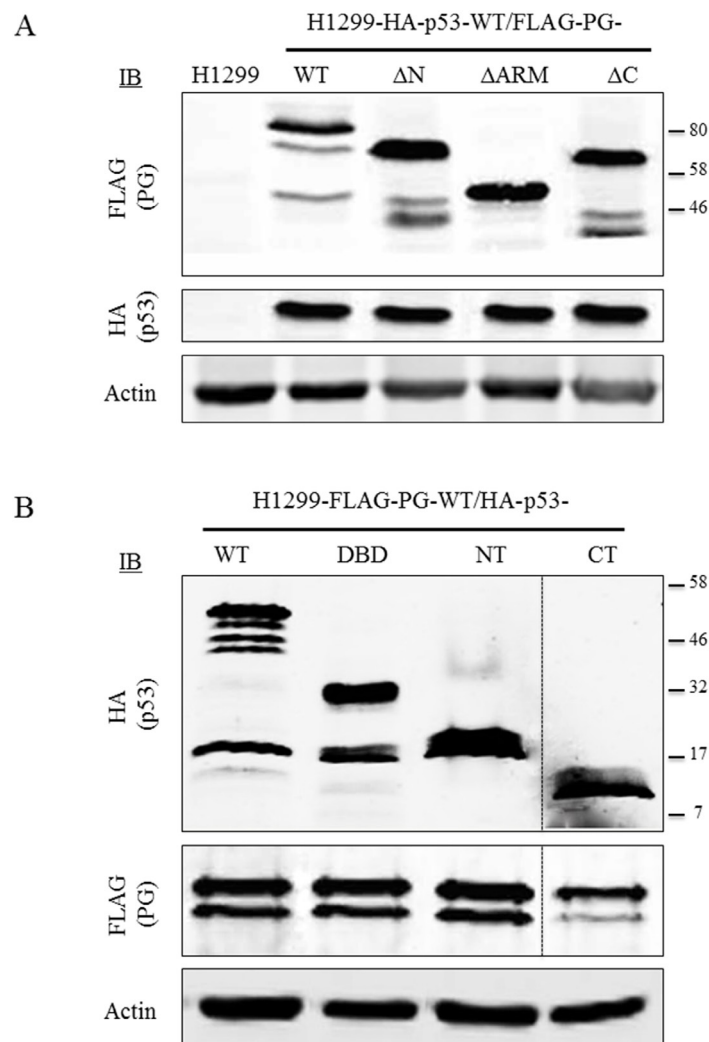 A
H1299-HA-p53-WT/FLAG-PG-
IB H1299 WT ΔN ΔARM ΔC
FLAG (PG)
80
58
46
HA (p53)
Actin
B
H1299-FLAG-PG-WT/HA-p53-
IB WT DBD NT CT
HA (p53)
58
46
32
17
7
FLAG (PG)
Actin